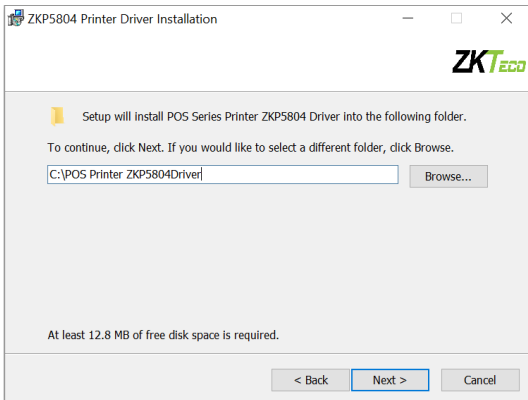 ZKP5804 Printer Driver Installation
ZKTECO
Setup will install POS Series Printer ZKP5804 Driver into the following folder.
To continue, click Next. If you would like to select a different folder, click Browse.
C:\POS Printer ZKP5804Driver
Browse...
At least 12.8 MB of free disk space is required.
< Back
Next >
Cancel